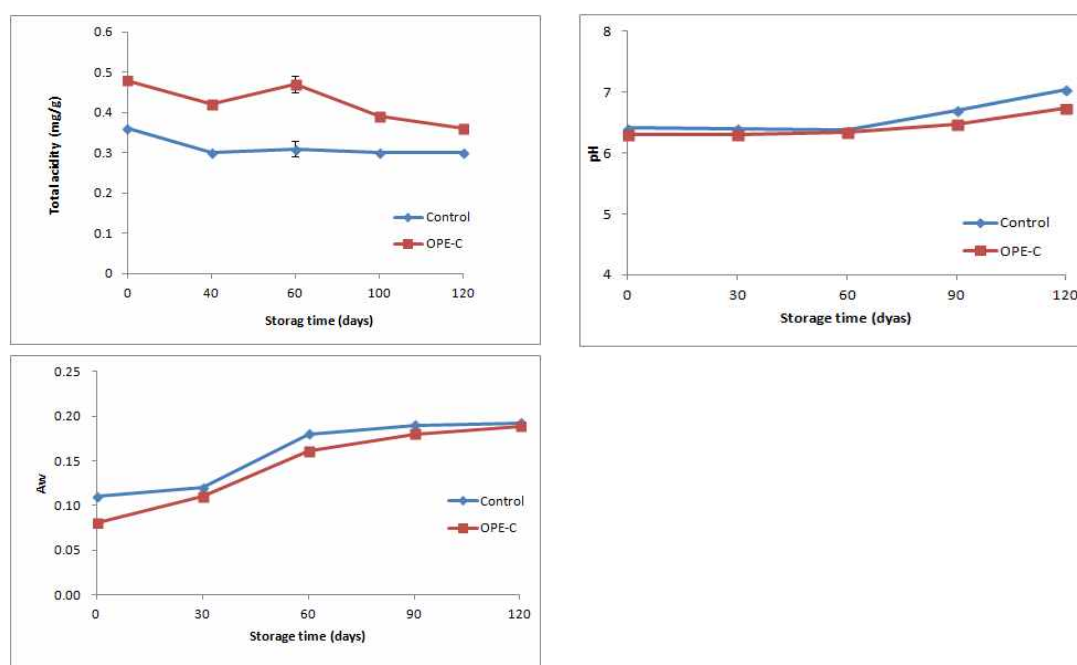 0.6
0.5
0.4
0.3
0.2
0.1
0
Total acidity (mg/g)
Control
OPE-C
0 40 60 100 120
Storag time (days)
8
7
6
5
4
pH
Control
OPE-C
0 30 60 90 120
Storage time (dyas)
0.25
0.20
0.15
0.10
0.05
0.00
Aw
Control
OPE-C
0 30 60 90 120
Storage time (days)